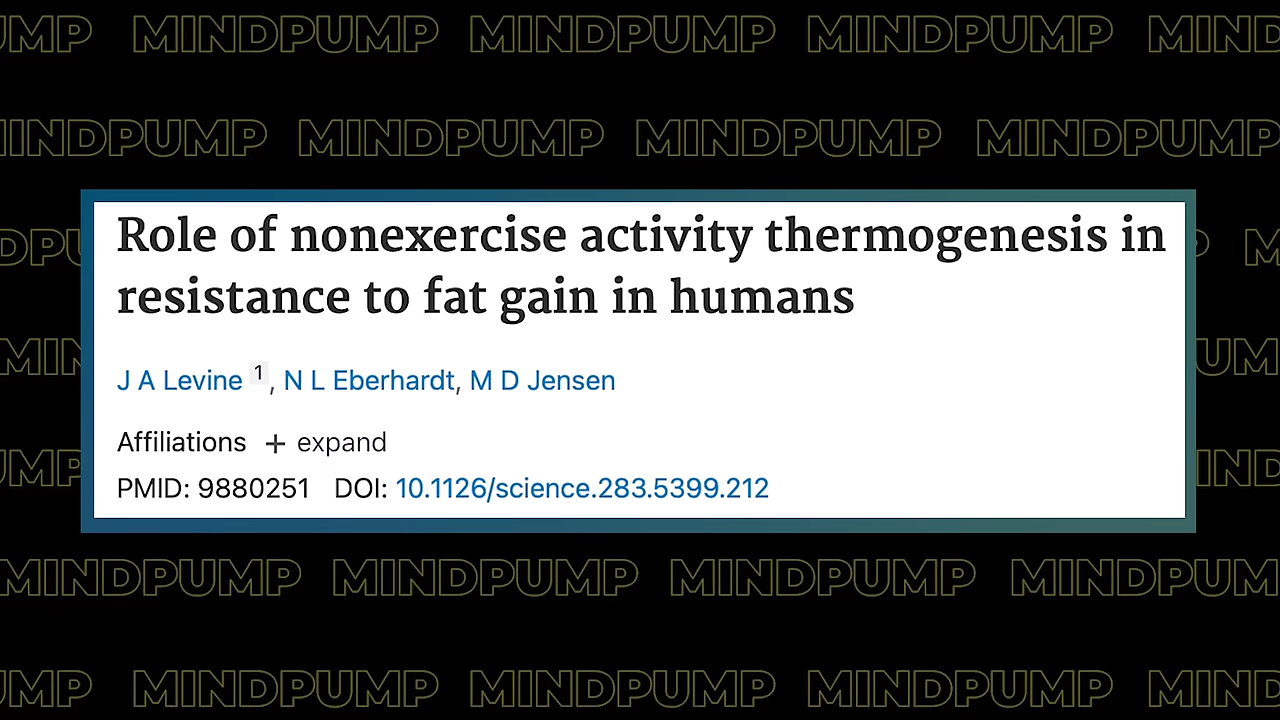 MINDPUMP MINDPUMP MINDPUMP
MINDPUMP MINDPUMP MINDPUMP
Role of nonexercise activity thermogenesis in
resistance to fat gain in humans
J A Levine 1, N L Eberhardt, M D Jensen
Affiliations + expand
PMID: 9880251 DOI: 10.1126/science.283.5399.212
MINDPUMP MINDPUMP MINDPUMP
MINDPUMP MINDPUMP MINDPUMP